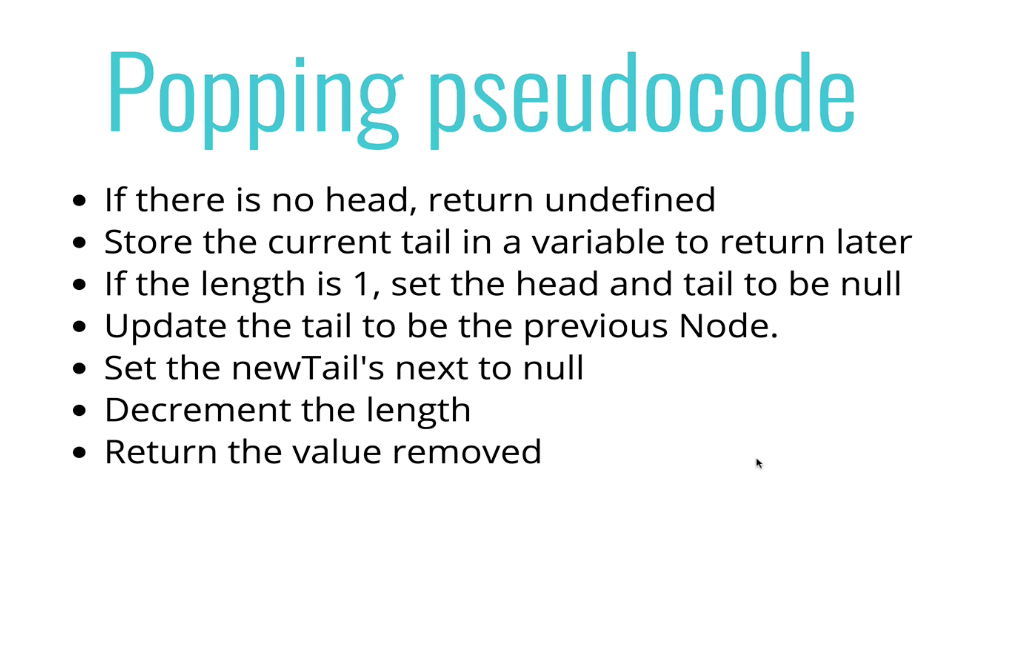 Popping pseudocode
• If there is no head, return undefined
• Store the current tail in a variable to return later
• If the length is 1, set the head and tail to be null
• Update the tail to be the previous Node.
• Set the newTail's next to null
• Decrement the length
• Return the value removed